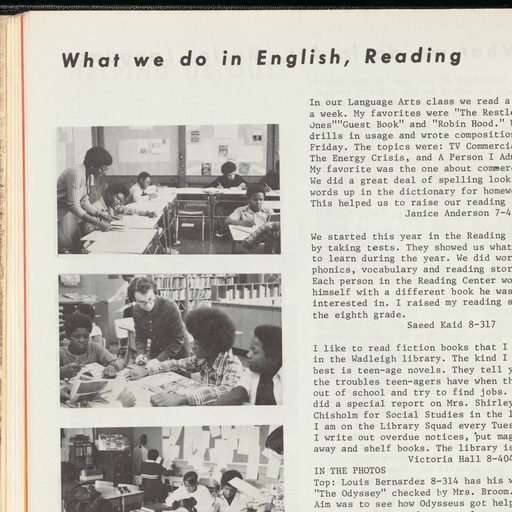 What we do in English, Reading
In our Language Arts class we read a
a week. My favorites were "The Restle
Ones""Guest Book" and "Robin Hood." W
drills in usage and wrote composition
Friday. The topics were: TV Commercia
The Energy Crisis, and A Person I Adm
My favorite was the one about commerc
We did a great deal of spelling look
words up in the dictionary for homew
This helped us to raise our reading
Janice Anderson 7-4
We started this year in the Reading
by taking tests. They showed us what
to learn during the year. We did wor
phonics, vocabulary and reading stor
Each person in the Reading Center wo
himself with a different book he was
interested in. I raised my reading s
the eighth grade.
Saeed Kaid 8-317
I like to read fiction books that I
in the Wadleigh library. The kind I
best is teen-age novels. They tell y
the troubles teen-agers have when th
out of school and try to find jobs.
did a special report on Mrs. Shirley
Chisholm for Social Studies in the l
I am on the Library Squad every Tues
I write out overdue notices, put mag
away and shelf books. The library is
Victoria Hall 8-404
IN THE PHOTOS
Top: Louis Bernardez 8-314 has his w
"The Odyssey" checked by Mrs. Broom.
Aim was to see how Odysseus got help